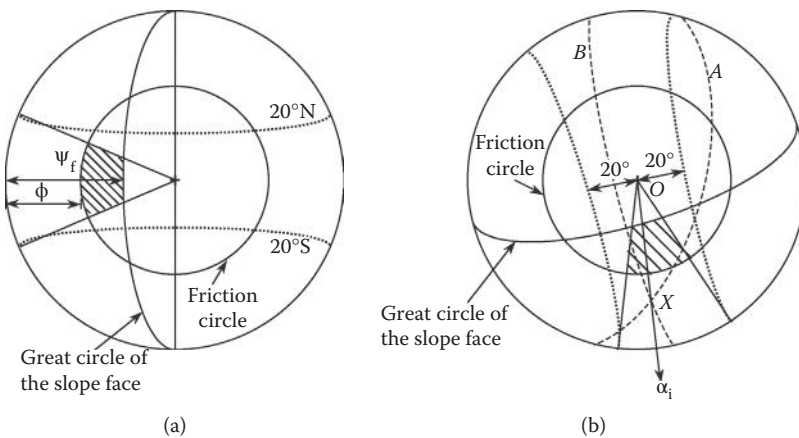 20°N
ψf
ϕ
20°S
Friction
circle
Great circle of
the slope face
(a)
B
A
Friction
circle
20°
20°
O
X
Great circle
of the slope face
αi
(b)